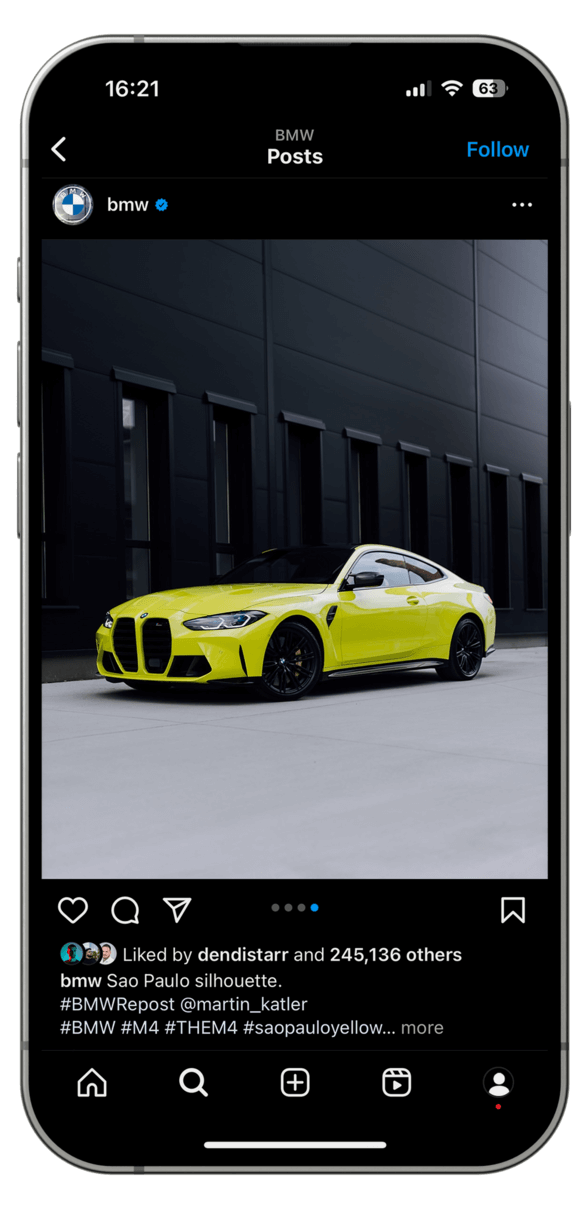 16:21
63
BMW
Posts
Follow
bmw
Liked by dendistarr and 245,136 others
bmw Sao Paulo silhouette.
#BMWRepost @martin_katler
#BMW #M4 #THEM4 #saopauloyellow... more